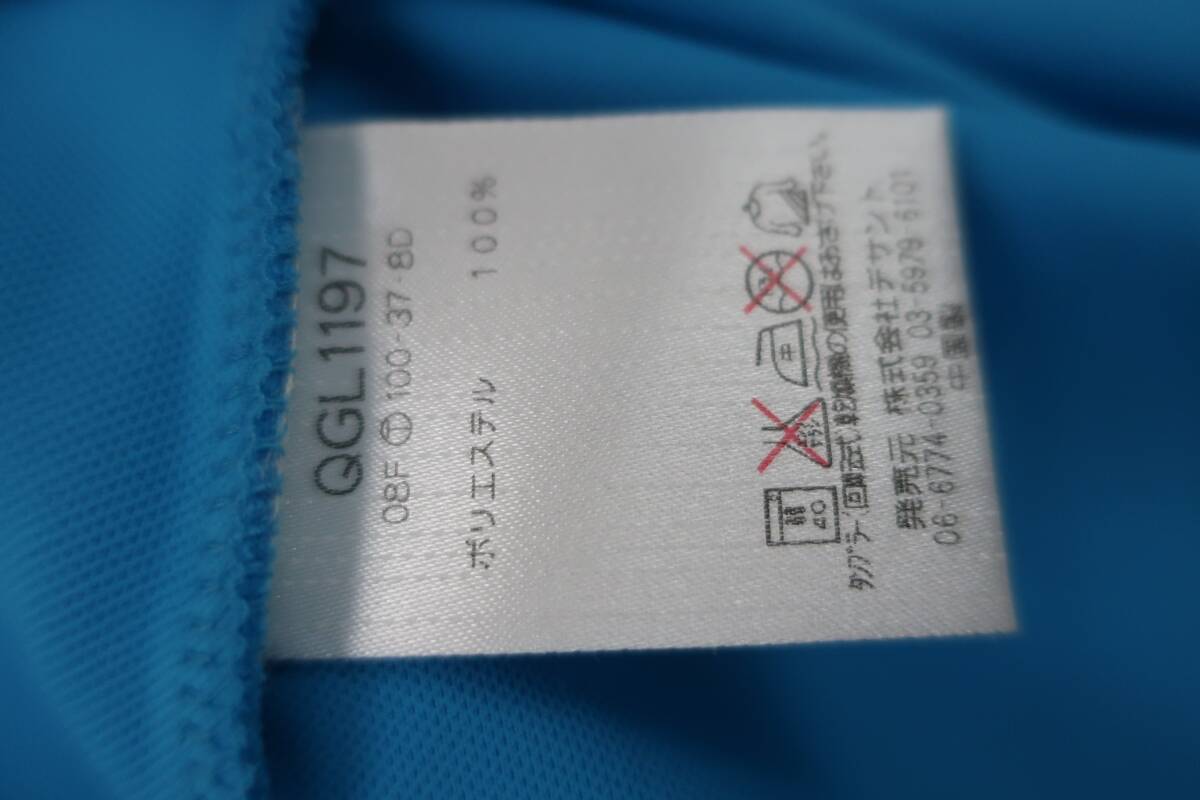 QGL1197
08F Ⓣ 100-37・8D
ポリエステル 100%
40 中
タンブラー(回転式)乾燥機の使用はおさけ下さい
発売元 株式会社デサント
06-6774-0359 03-5979-6101
中国製